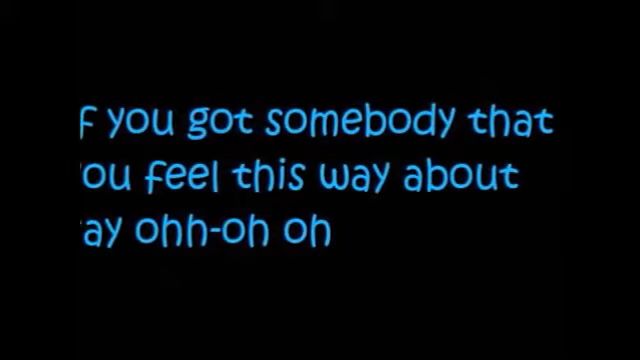 f you got somebody that
ou feel this way about
ay ohh-oh oh